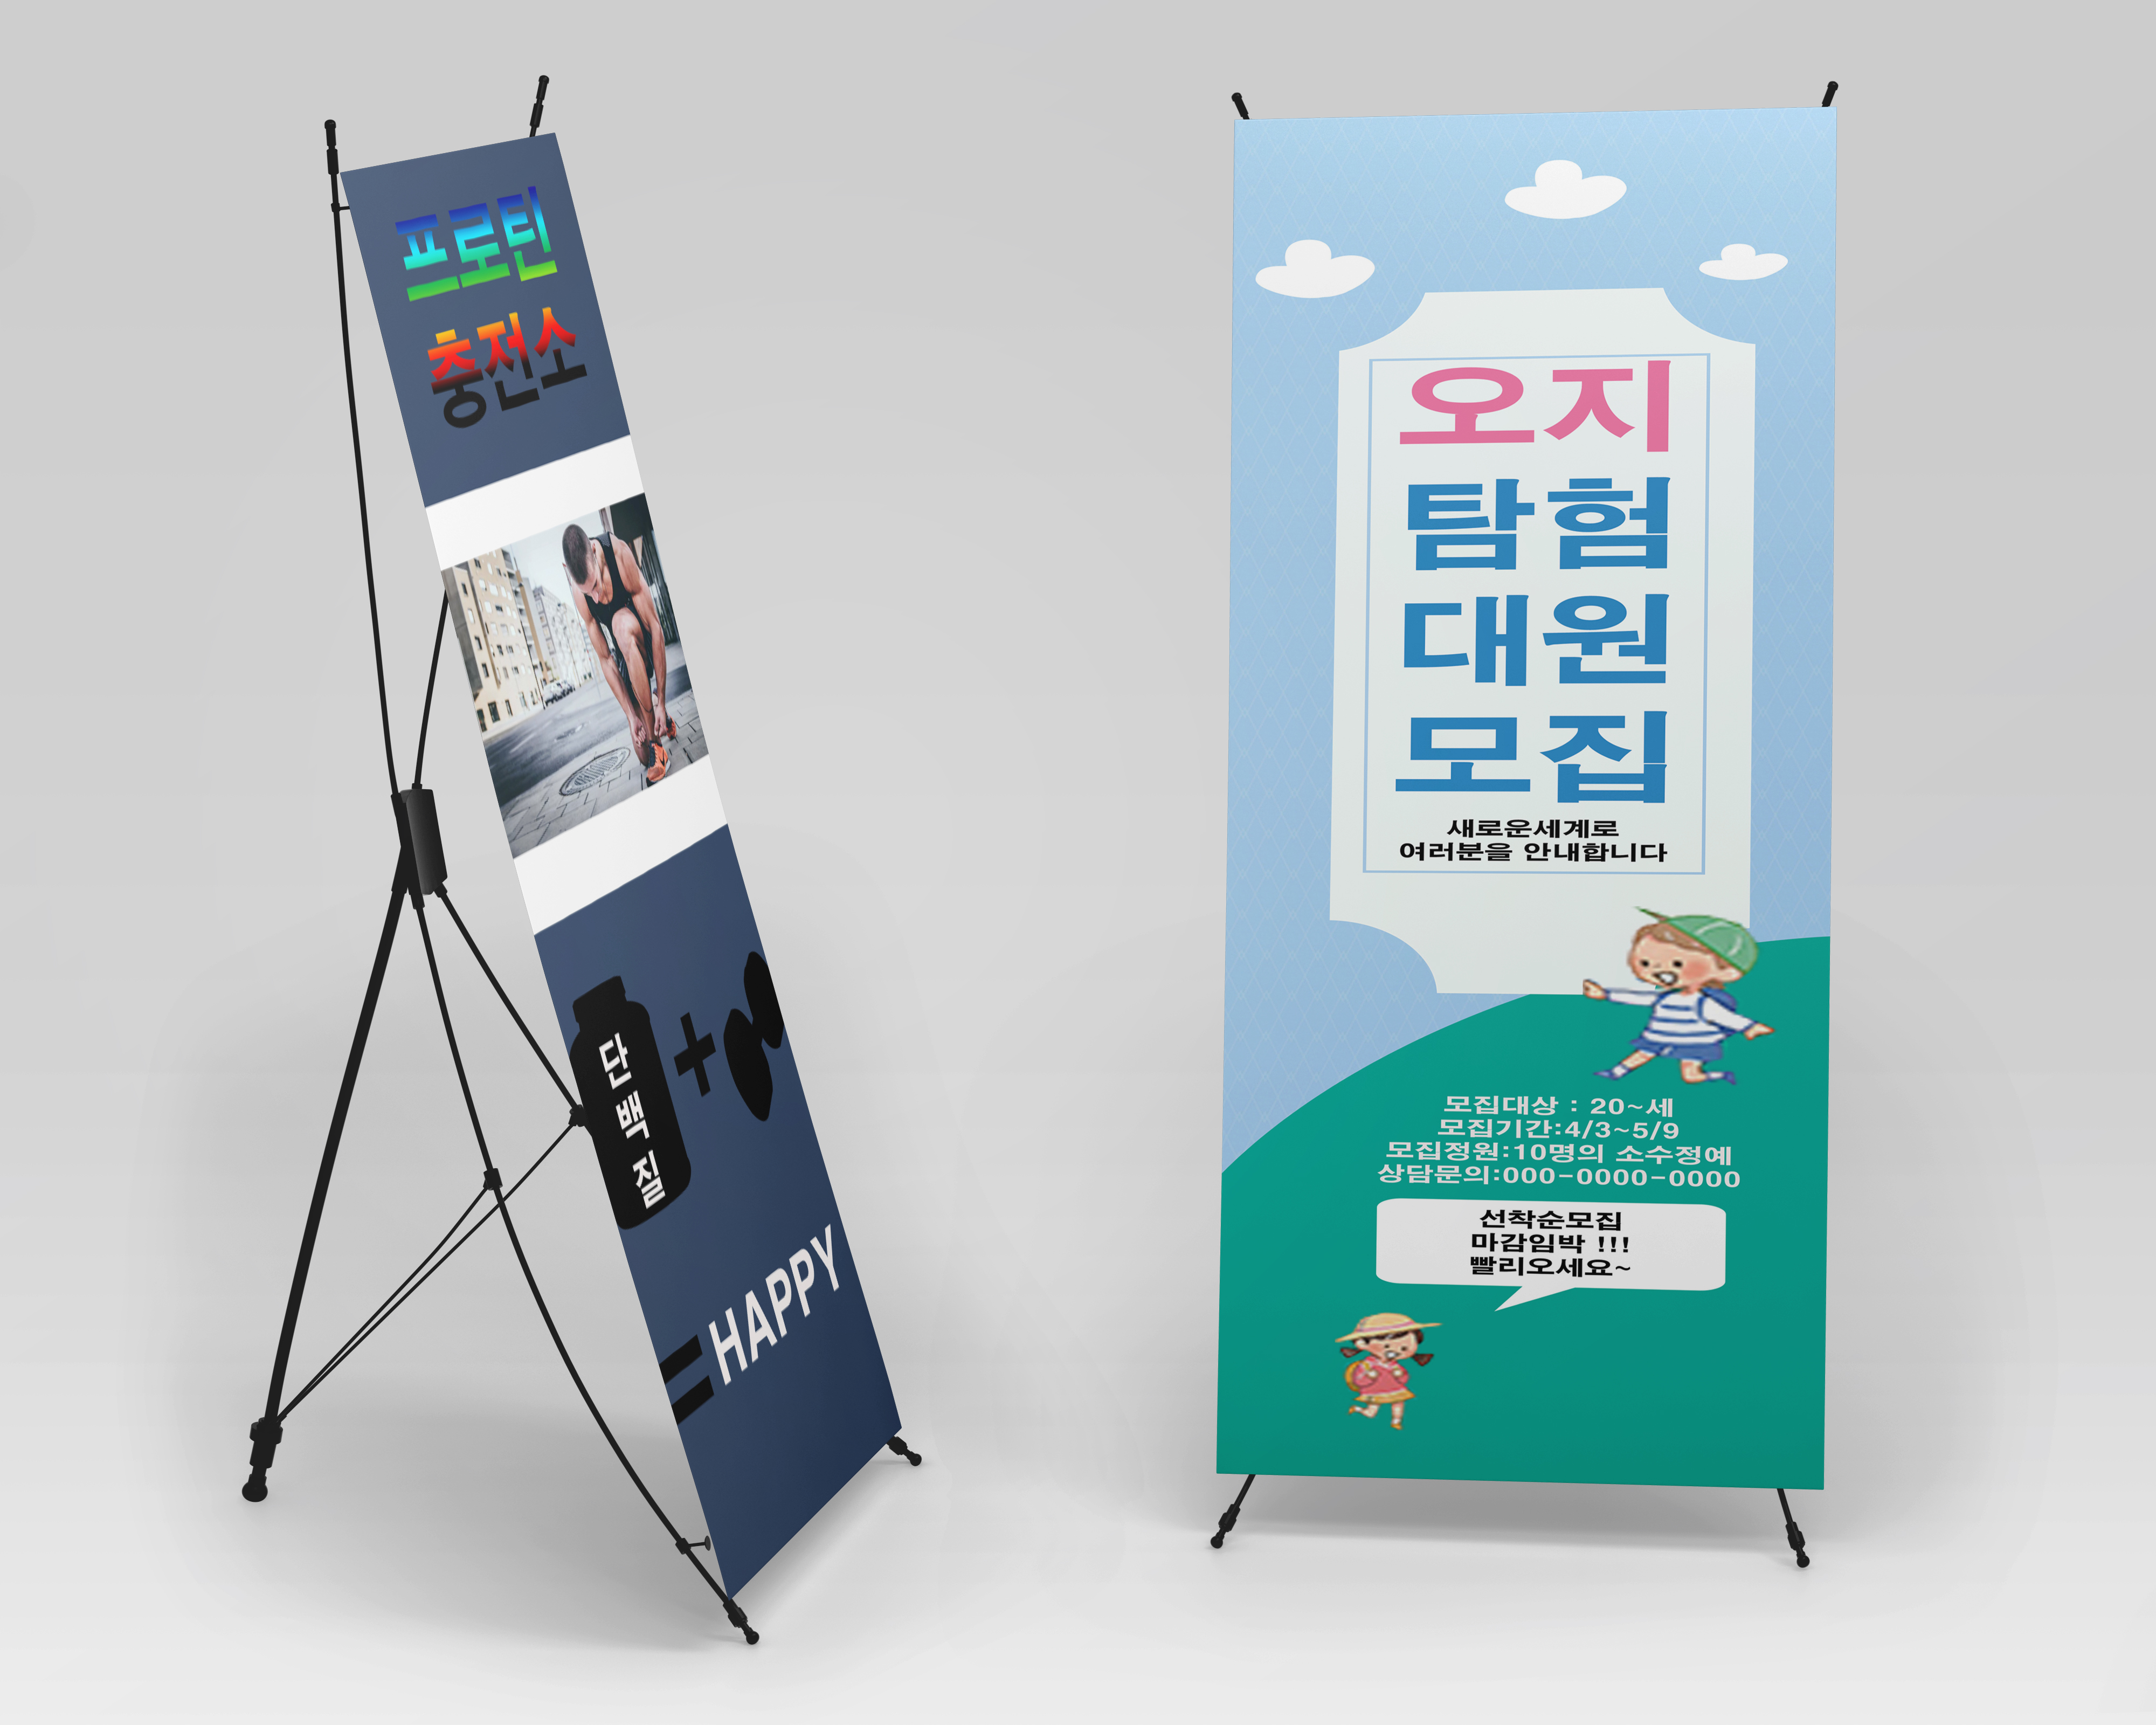 프로틴
충전소
단
백
질
+
=HAPPY
오지
탐험
대원
모집
새로운세계로
여러분을 안내합니다
모집대상 : 20~세
모집기간:4/3~5/9
모집정원:10명의 소수정예
상담문의:000-0000-0000
선착순모집
마감임박 !!!
빨리오세요~